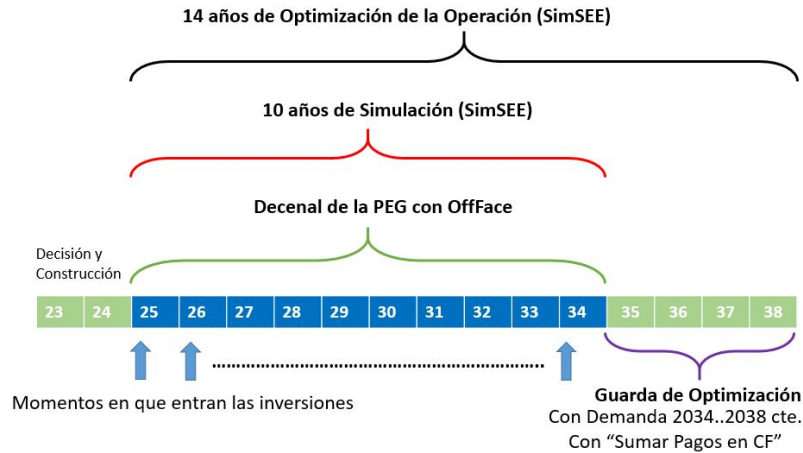 14 años de Optimización de la Operación (SimSEE)
10 años de Simulación (SimSEE)
Decenal de la PEG con OffFace
Decisión y
Construcción
23 24 25 26 27 28 29 30 31 32 33 34 35 36 37 38
Momentos en que entran las inversiones
Guarda de Optimización
Con Demanda 2034..2038 cte.
Con “Sumar Pagos en CF”